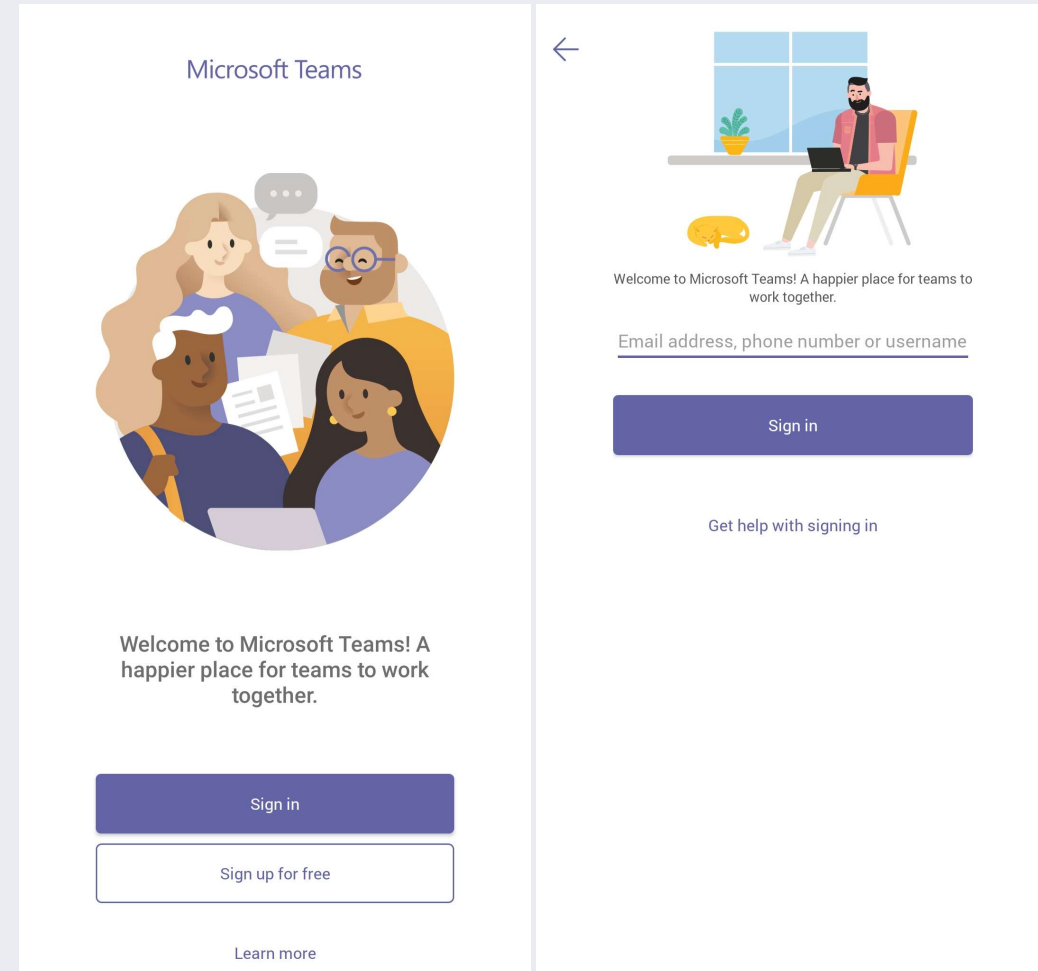 Microsoft Teams
Welcome to Microsoft Teams! A
happier place for teams to work
together.
Sign in
Sign up for free
Learn more
Welcome to Microsoft Teams! A happier place for teams to
work together.
Email address, phone number or username
Sign in
Get help with signing in